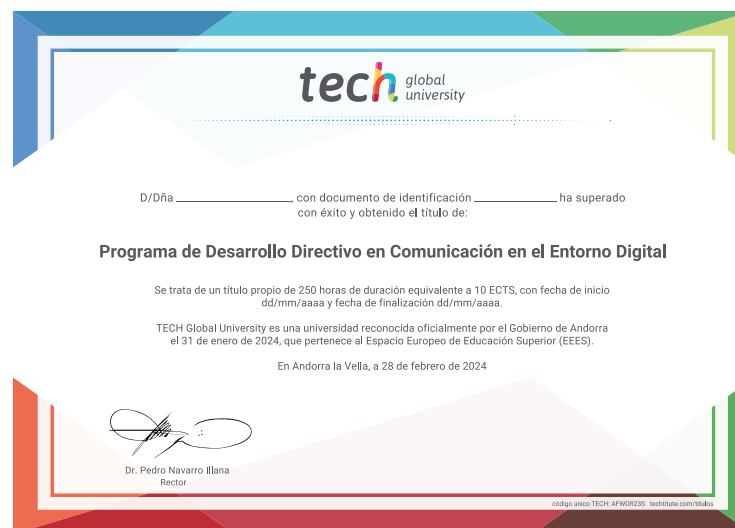 tech global university
D/Dña ____________, con documento de identificación ____________ ha superado
con éxito y obtenido el título de:
Programa de Desarrollo Directivo en Comunicación en el Entorno Digital
Se trata de un título propio de 250 horas de duración equivalente a 10 ECTS, con fecha de inicio
dd/mm/aaaa y fecha de finalización dd/mm/aaaa.
TECH Global University es una universidad reconocida oficialmente por el Gobierno de Andorra
el 31 de enero de 2024, que pertenece al Espacio Europeo de Educación Superior (EEES).
En Andorra la Vella, a 28 de febrero de 2024
Dr. Pedro Navarro Illana
Rector
código único TECH: AFWOR23S techtitute.com/títulos